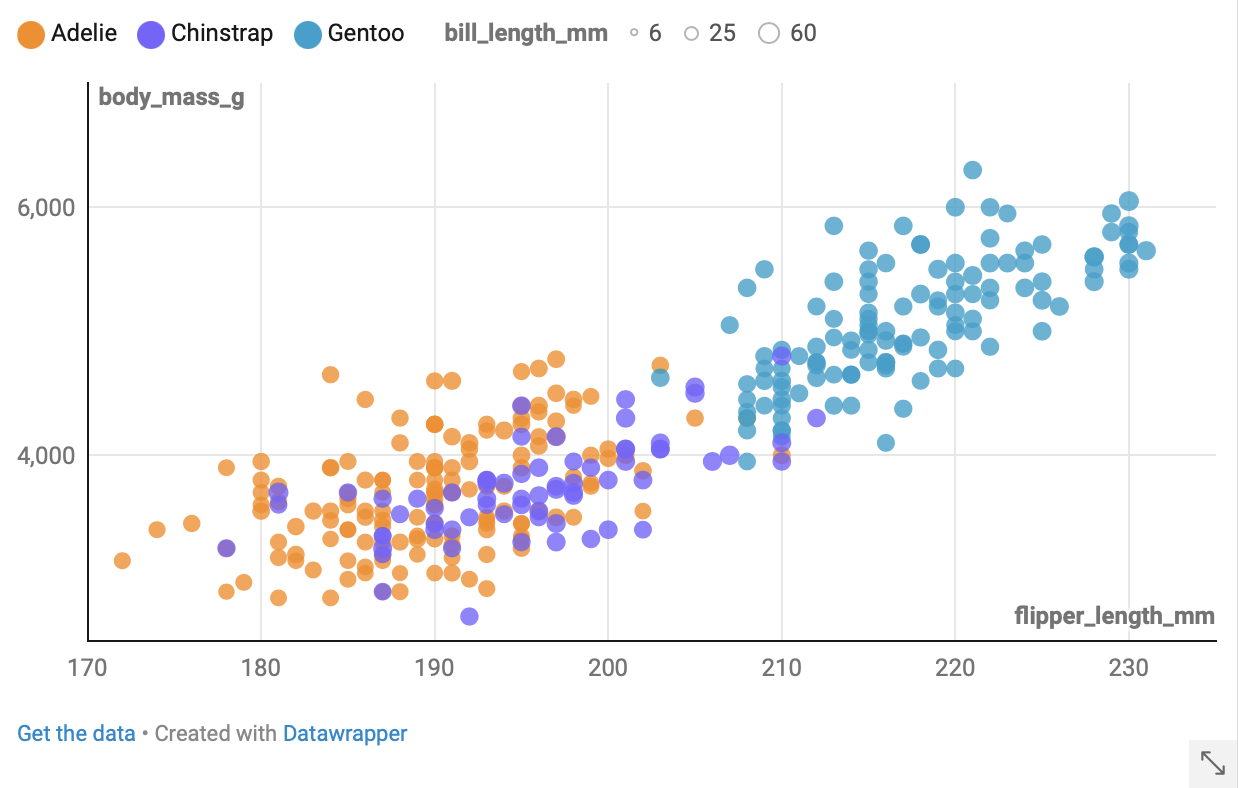 Adelie Chinstrap Gentoo bill_length_mm 6 25 60
body_mass_g
6,000
4,000
flipper_length_mm
170 180 190 200 210 220 230
Get the data • Created with Datawrapper